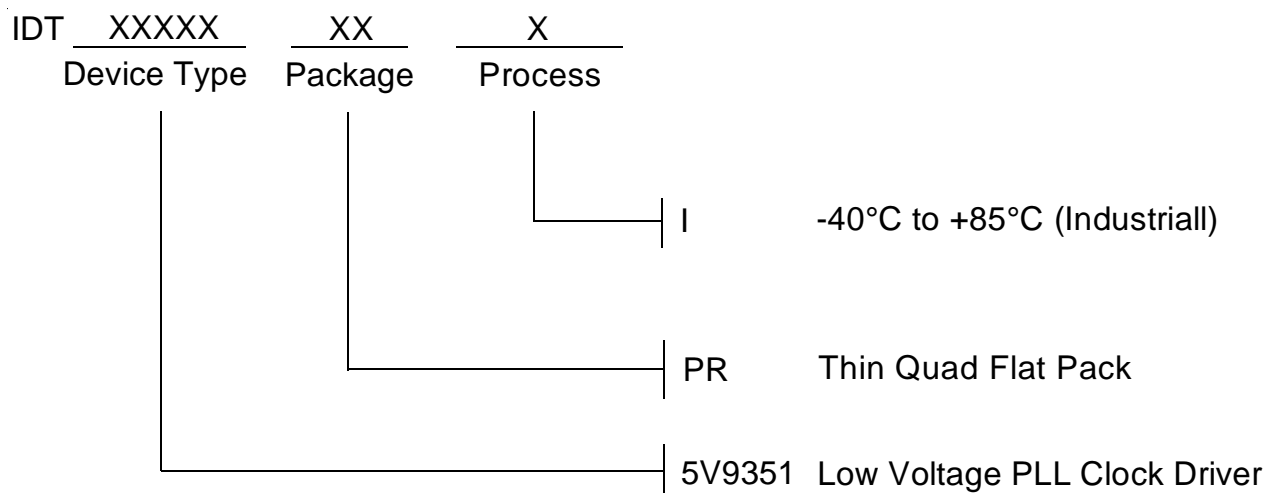 IDT XXXXX XX X
Device Type Package Process
I -40°C to +85°C (Industriall)
PR Thin Quad Flat Pack
5V9351 Low Voltage PLL Clock Driver